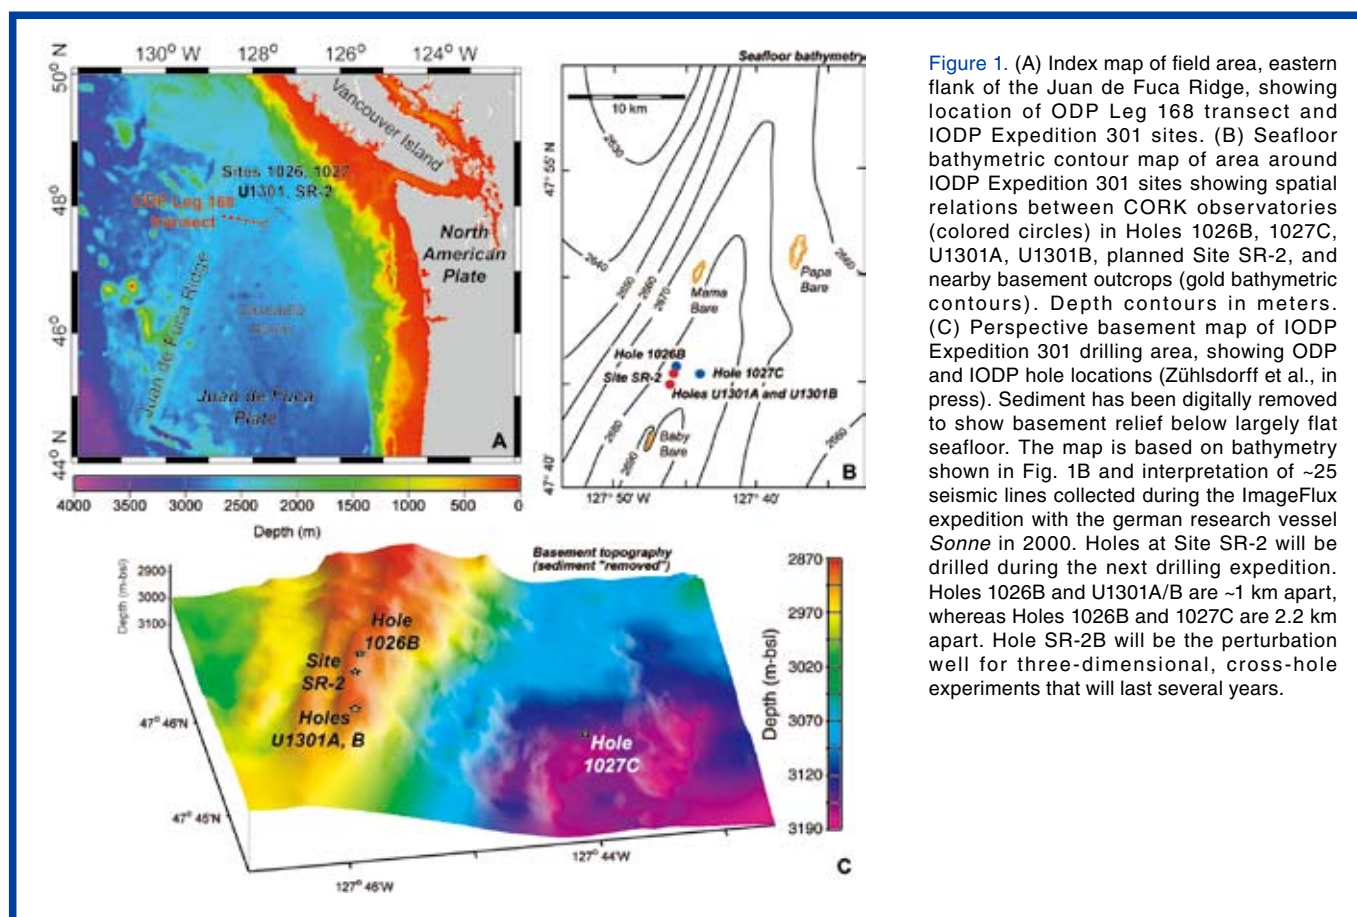 130° W
128°
126°
124° W
50° N
48°
46°
44° N
Vancouver Island
Sites 1026, 1027
U1301, SR-2
ODP Leg 168
transect
North
American
Plate
Juan de Fuca Ridge
Cascadia
Basin
Juan de Fuca
Plate
A
4000 3500 3000 2500 2000 1500 1000 500 0
Depth (m)
Seafloor bathymetry
10 km
2630
2640
2650
2660
2670
2660
2680
2690
2660
47° 55' N
47° 40'
Mama
Bare
Papa
Bare
Hole 1026B
Site SR-2
Hole 1027C
Holes U1301A and U1301B
Baby
Bare
B
127° 50' W
127° 40'
Basement topography
(sediment "removed")
Depth (m-bsl)
2900
3000
3100
Hole
1026B
Site
SR-2
Holes
U1301A, B
Hole
1027C
47° 46'N
47° 45'N
127° 46'W
127° 44'W
Depth (m-bsl)
2870
2970
3020
3070
3120
3190
C
Figure 1. (A) Index map of field area, eastern
flank of the Juan de Fuca Ridge, showing
location of ODP Leg 168 transect and
IODP Expedition 301 sites. (B) Seafloor
bathymetric contour map of area around
IODP Expedition 301 sites showing spatial
relations between CORK observatories
(colored circles) in Holes 1026B, 1027C,
U1301A, U1301B, planned Site SR-2, and
nearby basement outcrops (gold bathymetric
contours). Depth contours in meters.
(C) Perspective basement map of IODP
Expedition 301 drilling area, showing ODP
and IODP hole locations (Zühlsdorff et al., in
press). Sediment has been digitally removed
to show basement relief below largely flat
seafloor. The map is based on bathymetry
shown in Fig. 1B and interpretation of ~25
seismic lines collected during the ImageFlux
expedition with the german research vessel
Sonne in 2000. Holes at Site SR-2 will be
drilled during the next drilling expedition.
Holes 1026B and U1301A/B are ~1 km apart,
whereas Holes 1026B and 1027C are 2.2 km
apart. Hole SR-2B will be the perturbation
well for three-dimensional, cross-hole
experiments that will last several years.